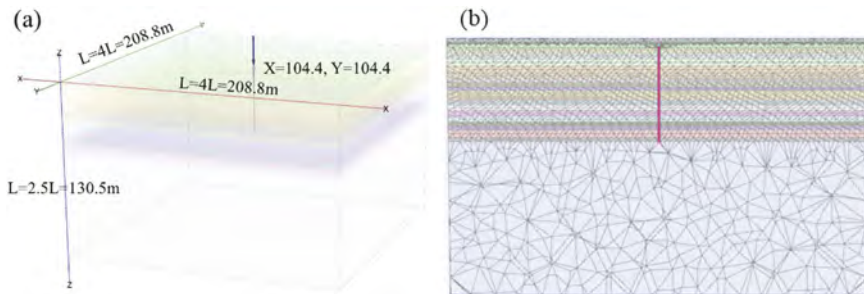 (a)
(b)
Y
Z
L=4L=208.8m
X=104.4, Y=104.4
X
L=4L=208.8m
Y
X
L=2.5L=130.5m
Z